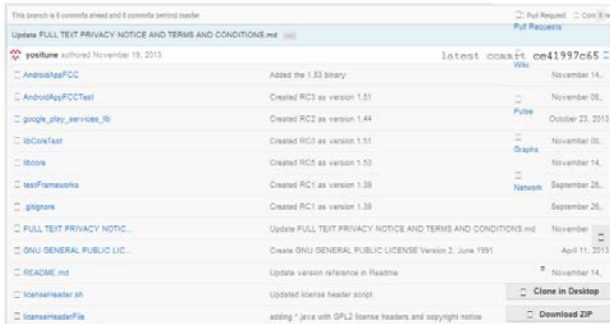 This branch is 6 commits ahead and 6 commits behind master
Pull Request
Pull Requests
Update FULL TEXT PRIVACY NOTICE AND TERMS AND CONDITIONS.md
yositune authored November 19, 2013
latest commit ce41997c65
Wiki
AndroidAppFCC Added the 1.53 binary November 14,
AndroidAppFCCTest Created RC3 as version 1.51 November 08,
Pulse
google_play_services_lib Created RC2 as version 1.44 October 23, 2013
libCoreTest Created RC3 as version 1.51 November 08,
Graphs
libcore Created RC5 as version 1.53 November 14,
testFrameworks Created RC1 as version 1.39 September 26,
Network
.gitignore Created RC1 as version 1.39 September 26,
FULL TEXT PRIVACY NOTIC... Update FULL TEXT PRIVACY NOTICE AND TERMS AND CONDITIONS.md November
GNU GENERAL PUBLIC LIC... Create GNU GENERAL PUBLIC LICENSE Version 2, June 1991 April 11, 2013
README.md Update version reference in Readme November 14,
licenseHeader.sh Updated license header script
Clone in Desktop
licenseHeaderFile adding *.java with GPL2 license headers and copyright notice
Download ZIP